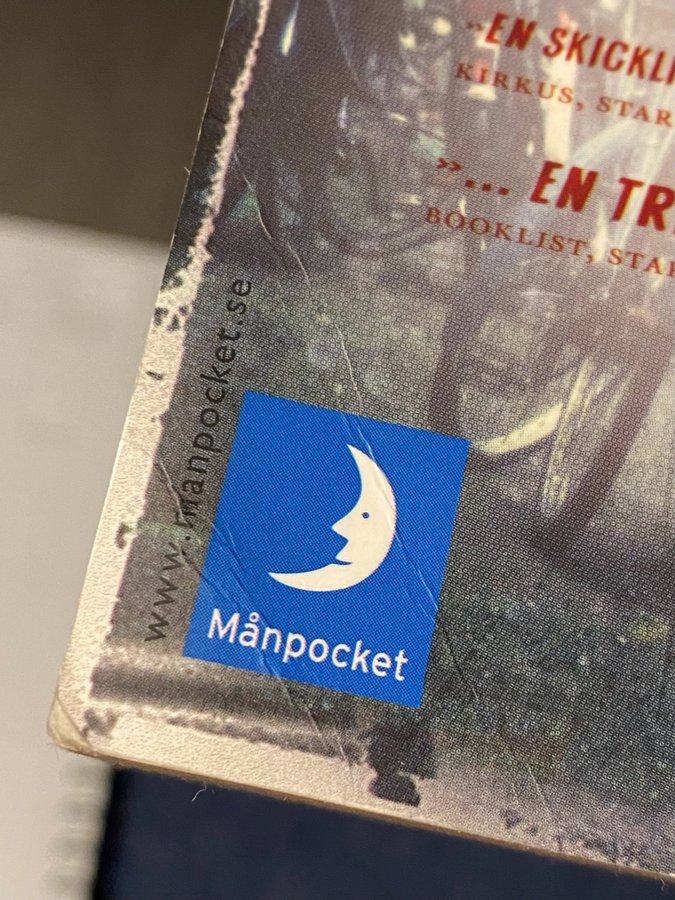 »EN SKICKLI
KIRKUS, STAR
»... EN TR
BOOKLIST, STAR
www.manpocket.se
Månpocket